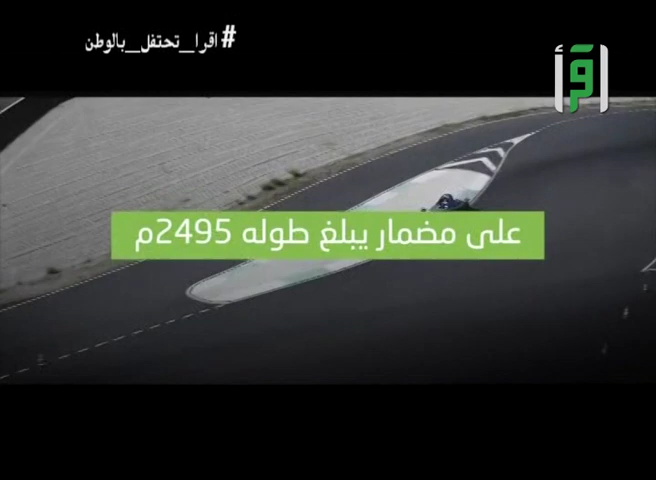 #اقرا_تحتفل_بالوطن
اقرأ
على مضمار يبلغ طوله 2495م